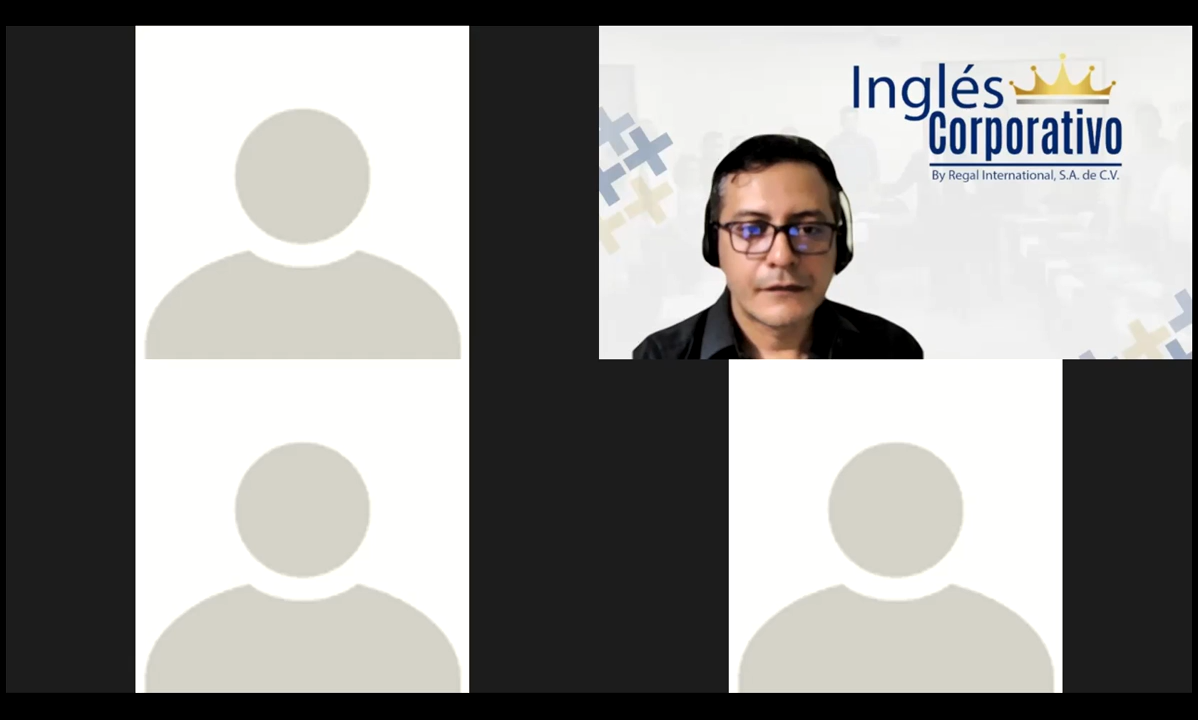 Inglés
Corporativo
By Regal International, S.A. de C.V.